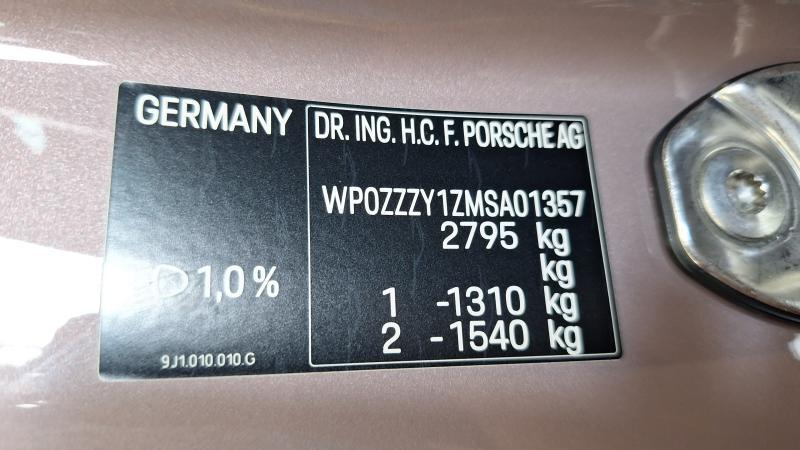 GERMANY
DR. ING. H.C. F. PORSCHE AG
WP0ZZZY1ZMSA01357
2795 kg
kg
1 -1310 kg
2 -1540 kg
1,0 %
9J1.010.010.G